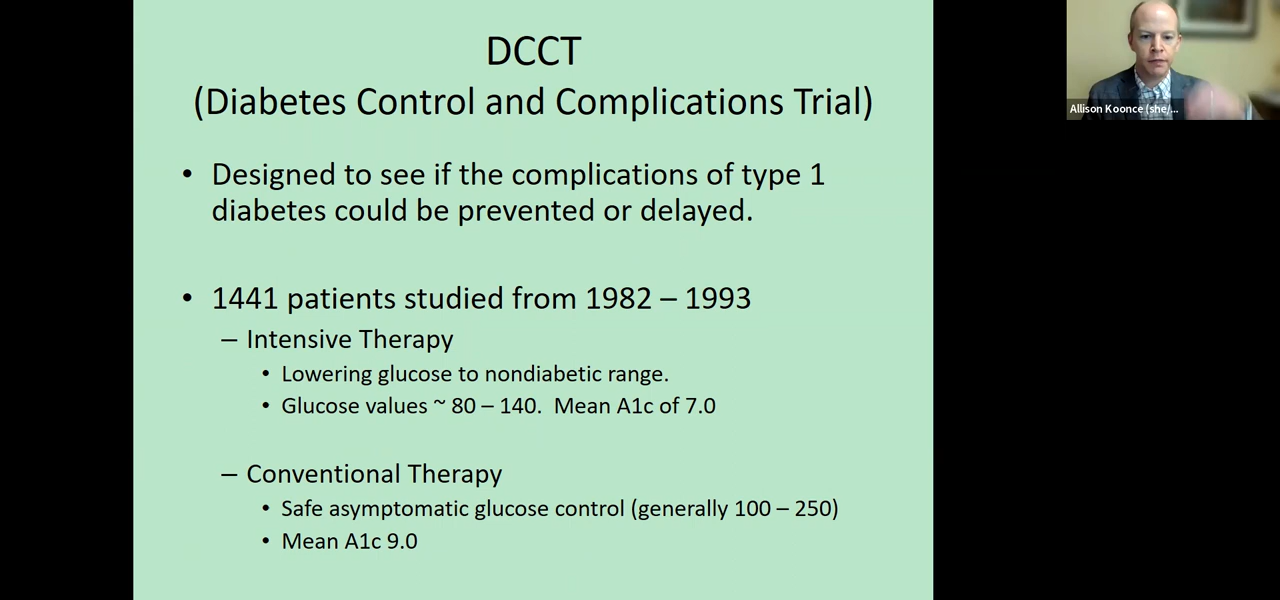 DCCT
(Diabetes Control and Complications Trial)
• Designed to see if the complications of type 1
diabetes could be prevented or delayed.
• 1441 patients studied from 1982 – 1993
– Intensive Therapy
• Lowering glucose to nondiabetic range.
• Glucose values ~ 80 – 140.  Mean A1c of 7.0
– Conventional Therapy
• Safe asymptomatic glucose control (generally 100 – 250)
• Mean A1c 9.0
Allison Koonce (she/...